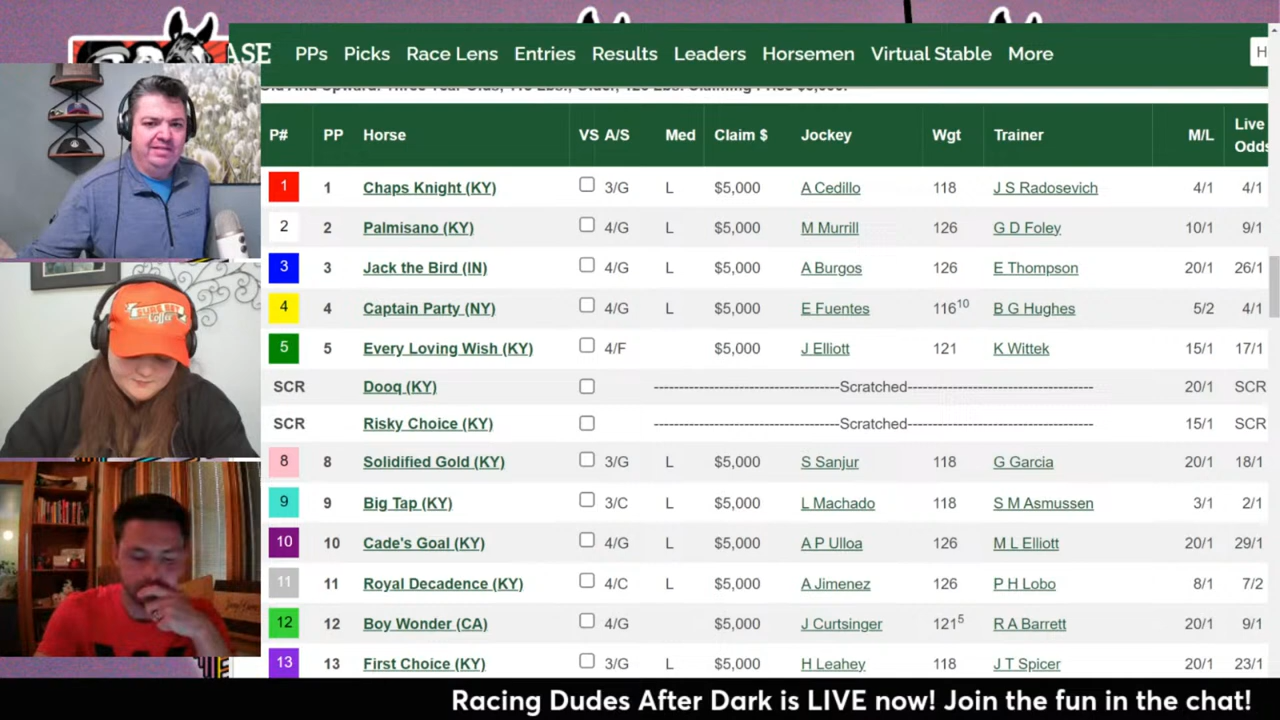 ASE PPs Picks Race Lens Entries Results Leaders Horsemen Virtual Stable More H
P# PP Horse VS A/S Med Claim $ Jockey Wgt Trainer M/L Live Odds
1 1 Chaps Knight (KY) 3/G L $5,000 A Cedillo 118 J S Radosevich 4/1 4/1
2 2 Palmisano (KY) 4/G L $5,000 M Murrill 126 G D Foley 10/1 9/1
3 3 Jack the Bird (IN) 4/G L $5,000 A Burgos 126 E Thompson 20/1 26/1
4 4 Captain Party (NY) 4/G L $5,000 E Fuentes 116¹⁰ B G Hughes 5/2 4/1
5 5 Every Loving Wish (KY) 4/F $5,000 J Elliott 121 K Wittek 15/1 17/1
SCR Dooq (KY) ---------------------------------------Scratched--------------------------------------- 20/1 SCR
SCR Risky Choice (KY) ---------------------------------------Scratched--------------------------------------- 15/1 SCR
8 8 Solidified Gold (KY) 3/G L $5,000 S Sanjur 118 G Garcia 20/1 18/1
9 9 Big Tap (KY) 3/C L $5,000 L Machado 118 S M Asmussen 3/1 2/1
10 10 Cade's Goal (KY) 4/G L $5,000 A P Ulloa 126 M L Elliott 20/1 29/1
11 11 Royal Decadence (KY) 4/C L $5,000 A Jimenez 126 P H Lobo 8/1 7/2
12 12 Boy Wonder (CA) 4/G L $5,000 J Curtsinger 121⁵ R A Barrett 20/1 9/1
13 13 First Choice (KY) 3/G L $5,000 H Leahey 118 J T Spicer 20/1 23/1
Racing Dudes After Dark is LIVE now! Join the fun in the chat!